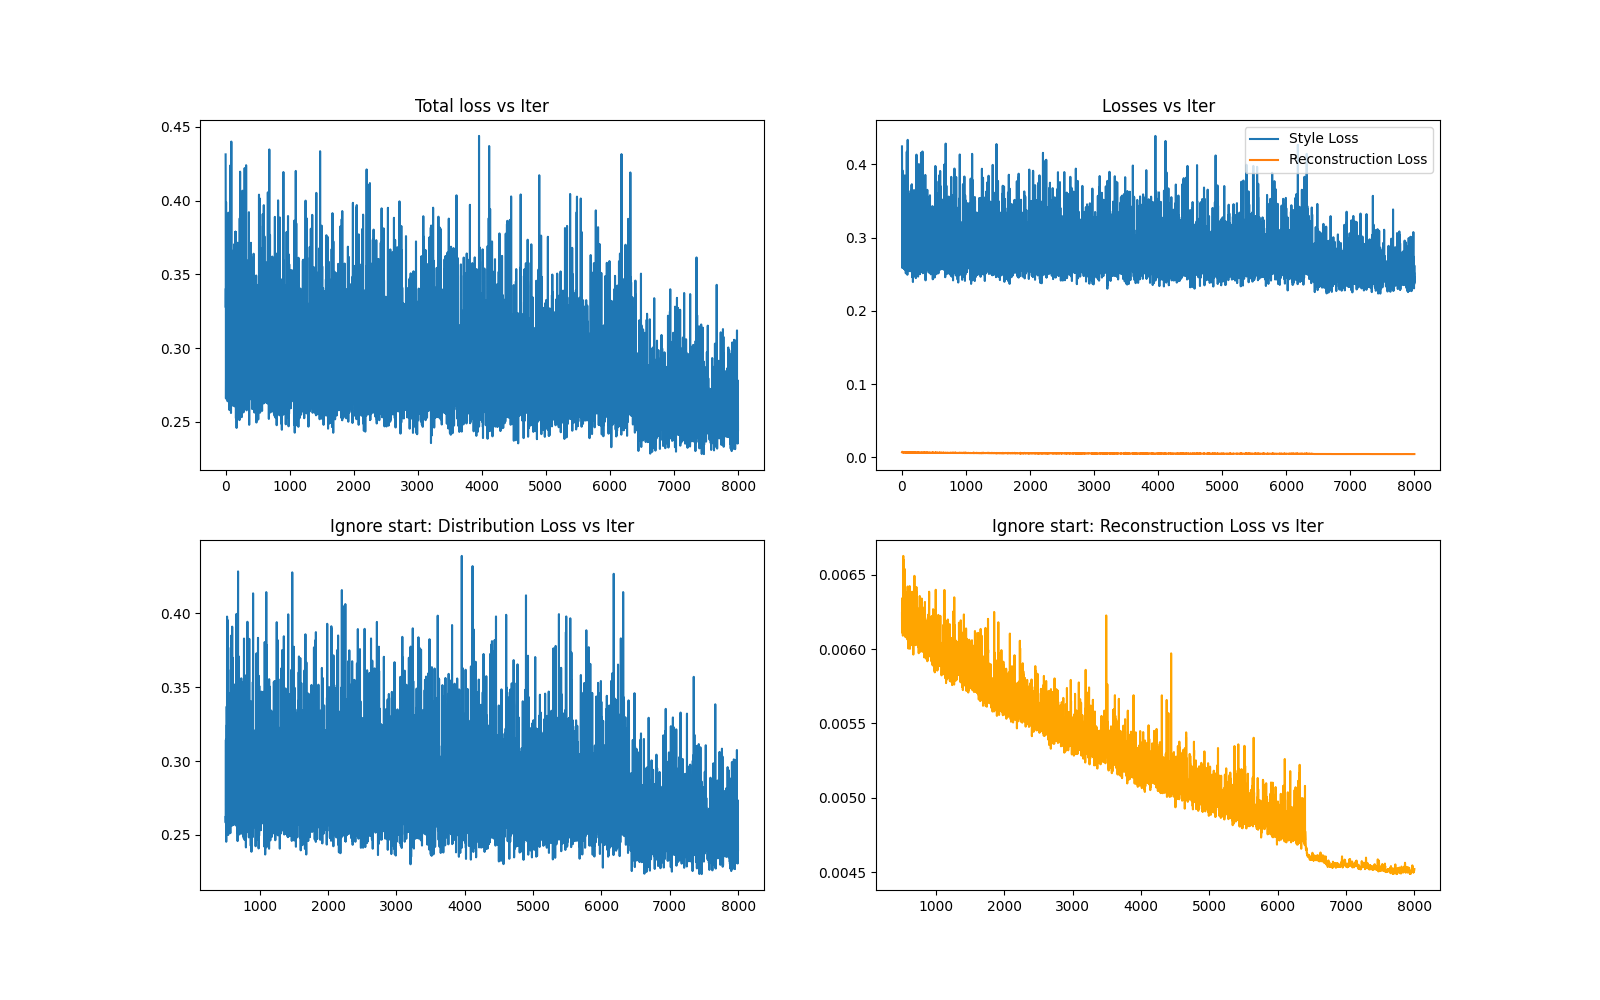 Total loss vs Iter
0.45
0.40
0.35
0.30
0.25
0 1000 2000 3000 4000 5000 6000 7000 8000
Losses vs Iter
Style Loss
Reconstruction Loss
0.4
0.3
0.2
0.1
0.0
0 1000 2000 3000 4000 5000 6000 7000 8000
Ignore start: Distribution Loss vs Iter
0.40
0.35
0.30
0.25
1000 2000 3000 4000 5000 6000 7000 8000
Ignore start: Reconstruction Loss vs Iter
0.0065
0.0060
0.0055
0.0050
0.0045
1000 2000 3000 4000 5000 6000 7000 8000